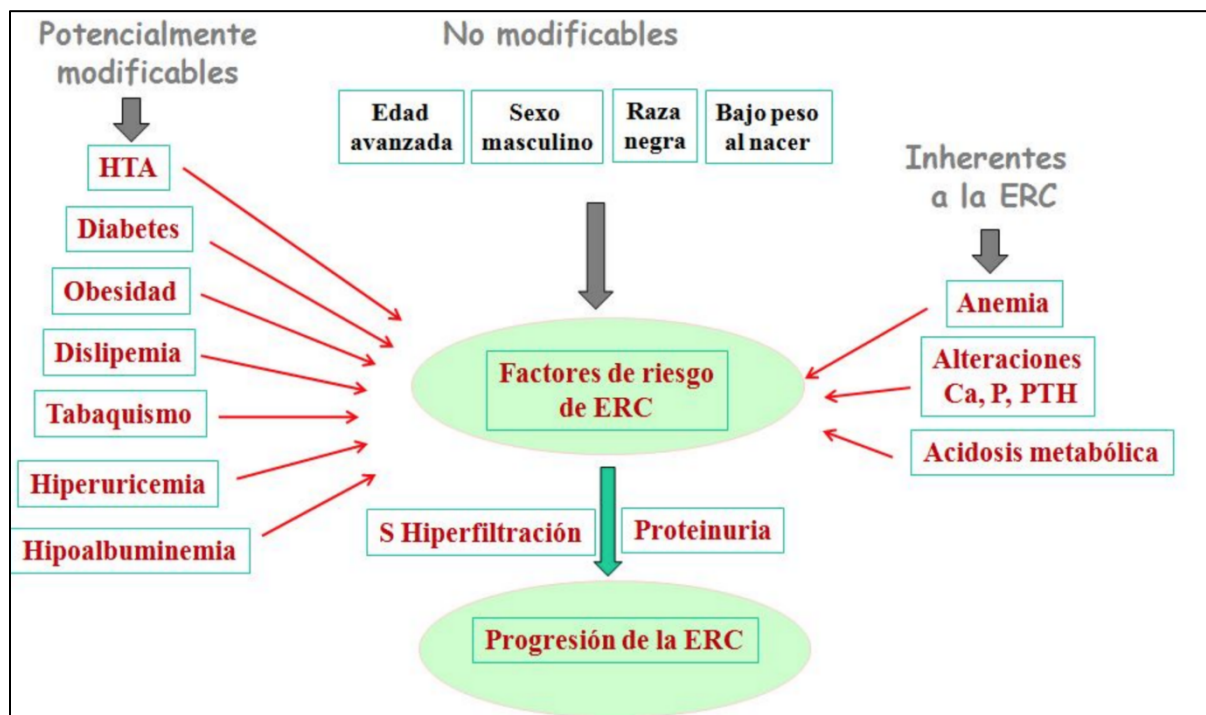 Potencialmente
modificables
HTA
Diabetes
Obesidad
Dislipemia
Tabaquismo
Hiperuricemia
Hipoalbuminemia
No modificables
Edad
avanzada
Sexo
masculino
Raza
negra
Bajo peso
al nacer
Inherentes
a la ERC
Anemia
Alteraciones
Ca, P, PTH
Acidosis metabólica
Factores de riesgo
de ERC
S Hiperfiltración
Proteinuria
Progresión de la ERC